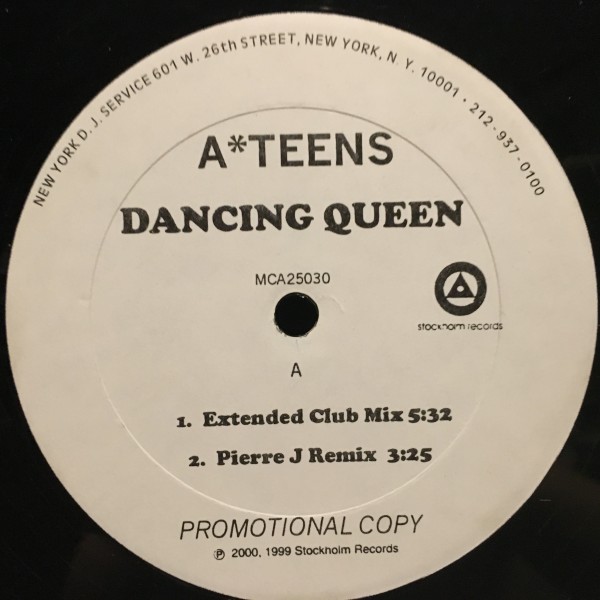 NEW YORK D. J. SERVICE 601 W. 26th STREET, NEW YORK, N. Y. 10001 • 212-937-0100
A*TEENS
DANCING QUEEN
MCA25030
stockholm records
A
1. Extended Club Mix 5:32
2. Pierre J Remix 3:25
PROMOTIONAL COPY
℗ 2000, 1999 Stockholm Records